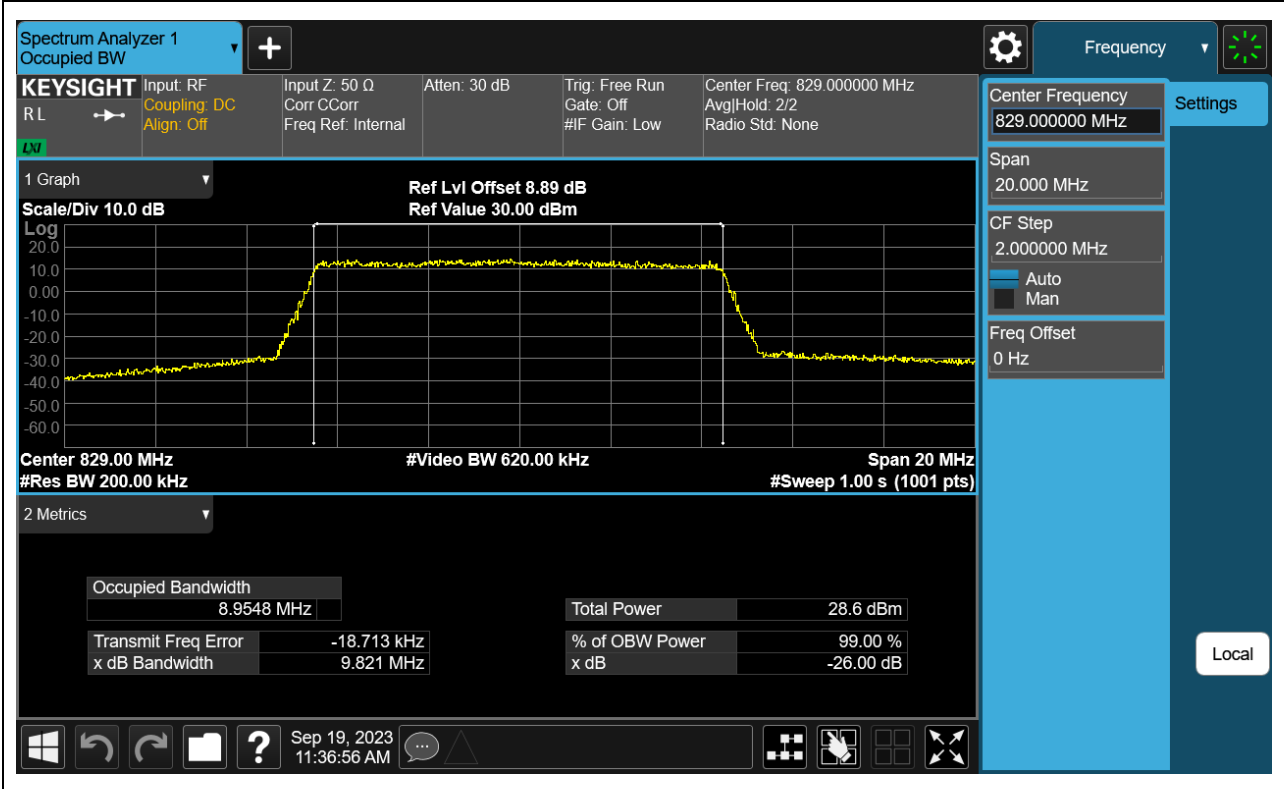 Spectrum Analyzer 1
Occupied BW
+
Frequency
KEYSIGHT
R L
LXI
Input: RF
Coupling: DC
Align: Off
Input Z: 50 Ω
Corr CCorr
Freq Ref: Internal
Atten: 30 dB
Trig: Free Run
Gate: Off
#IF Gain: Low
Center Freq: 829.000000 MHz
Avg|Hold: 2/2
Radio Std: None
Center Frequency
829.000000 MHz
Settings
Span
20.000 MHz
CF Step
2.000000 MHz
Auto
Man
Freq Offset
0 Hz
Local
1 Graph
Scale/Div 10.0 dB
Ref Lvl Offset 8.89 dB
Ref Value 30.00 dBm
Log
20.0
10.0
0.00
-10.0
-20.0
-30.0
-40.0
-50.0
-60.0
Center 829.00 MHz
#Video BW 620.00 kHz
Span 20 MHz
#Res BW 200.00 kHz
#Sweep 1.00 s (1001 pts)
2 Metrics
Occupied Bandwidth
8.9548 MHz
Total Power 28.6 dBm
Transmit Freq Error -18.713 kHz
% of OBW Power 99.00 %
x dB Bandwidth 9.821 MHz
x dB -26.00 dB
?
Sep 19, 2023
11:36:56 AM